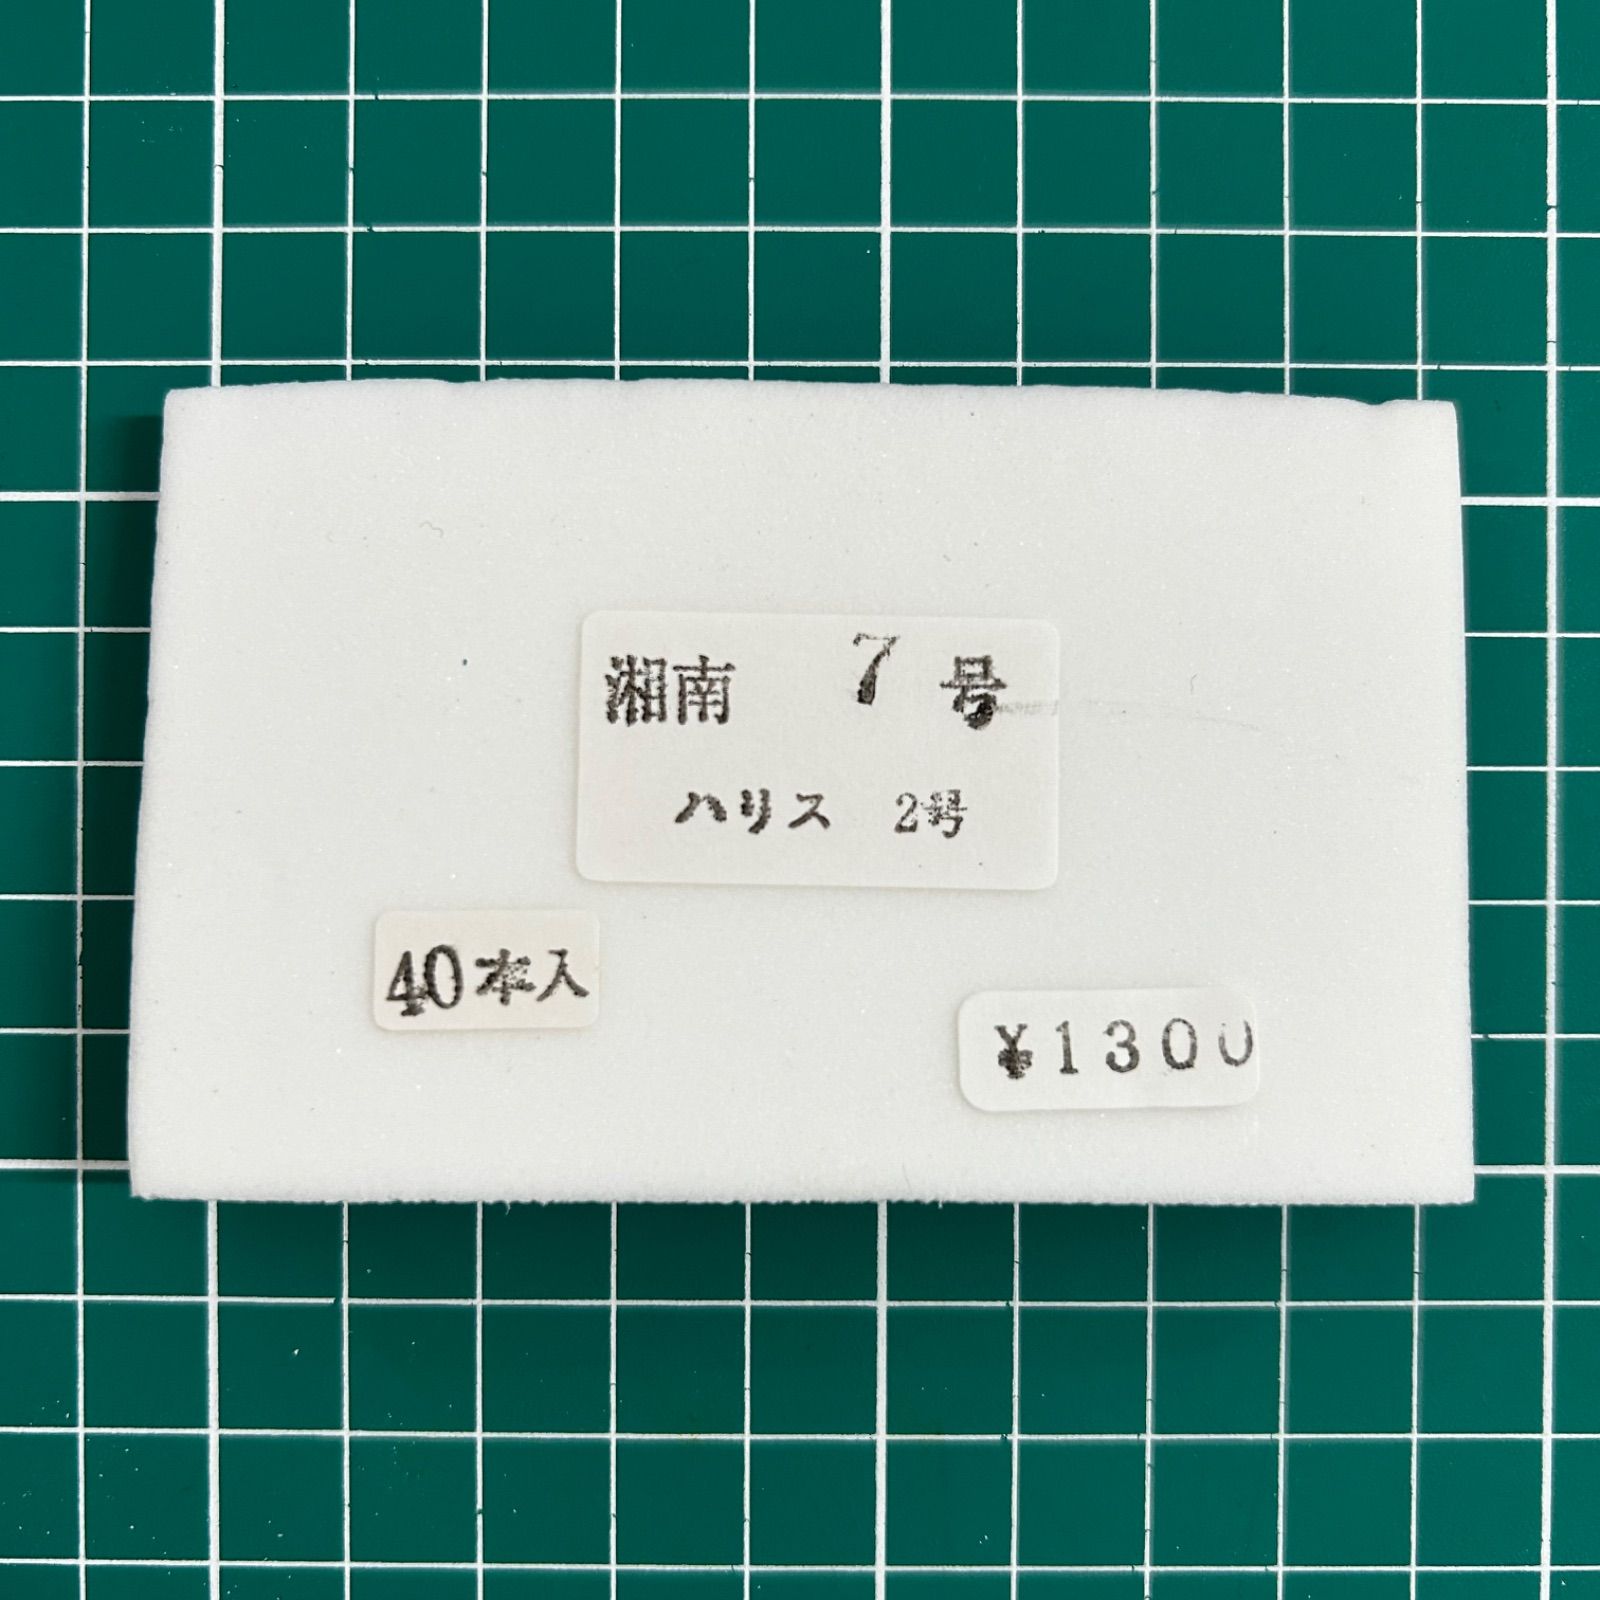 湘南 7 号
ハリス 2号
40本入
¥1300